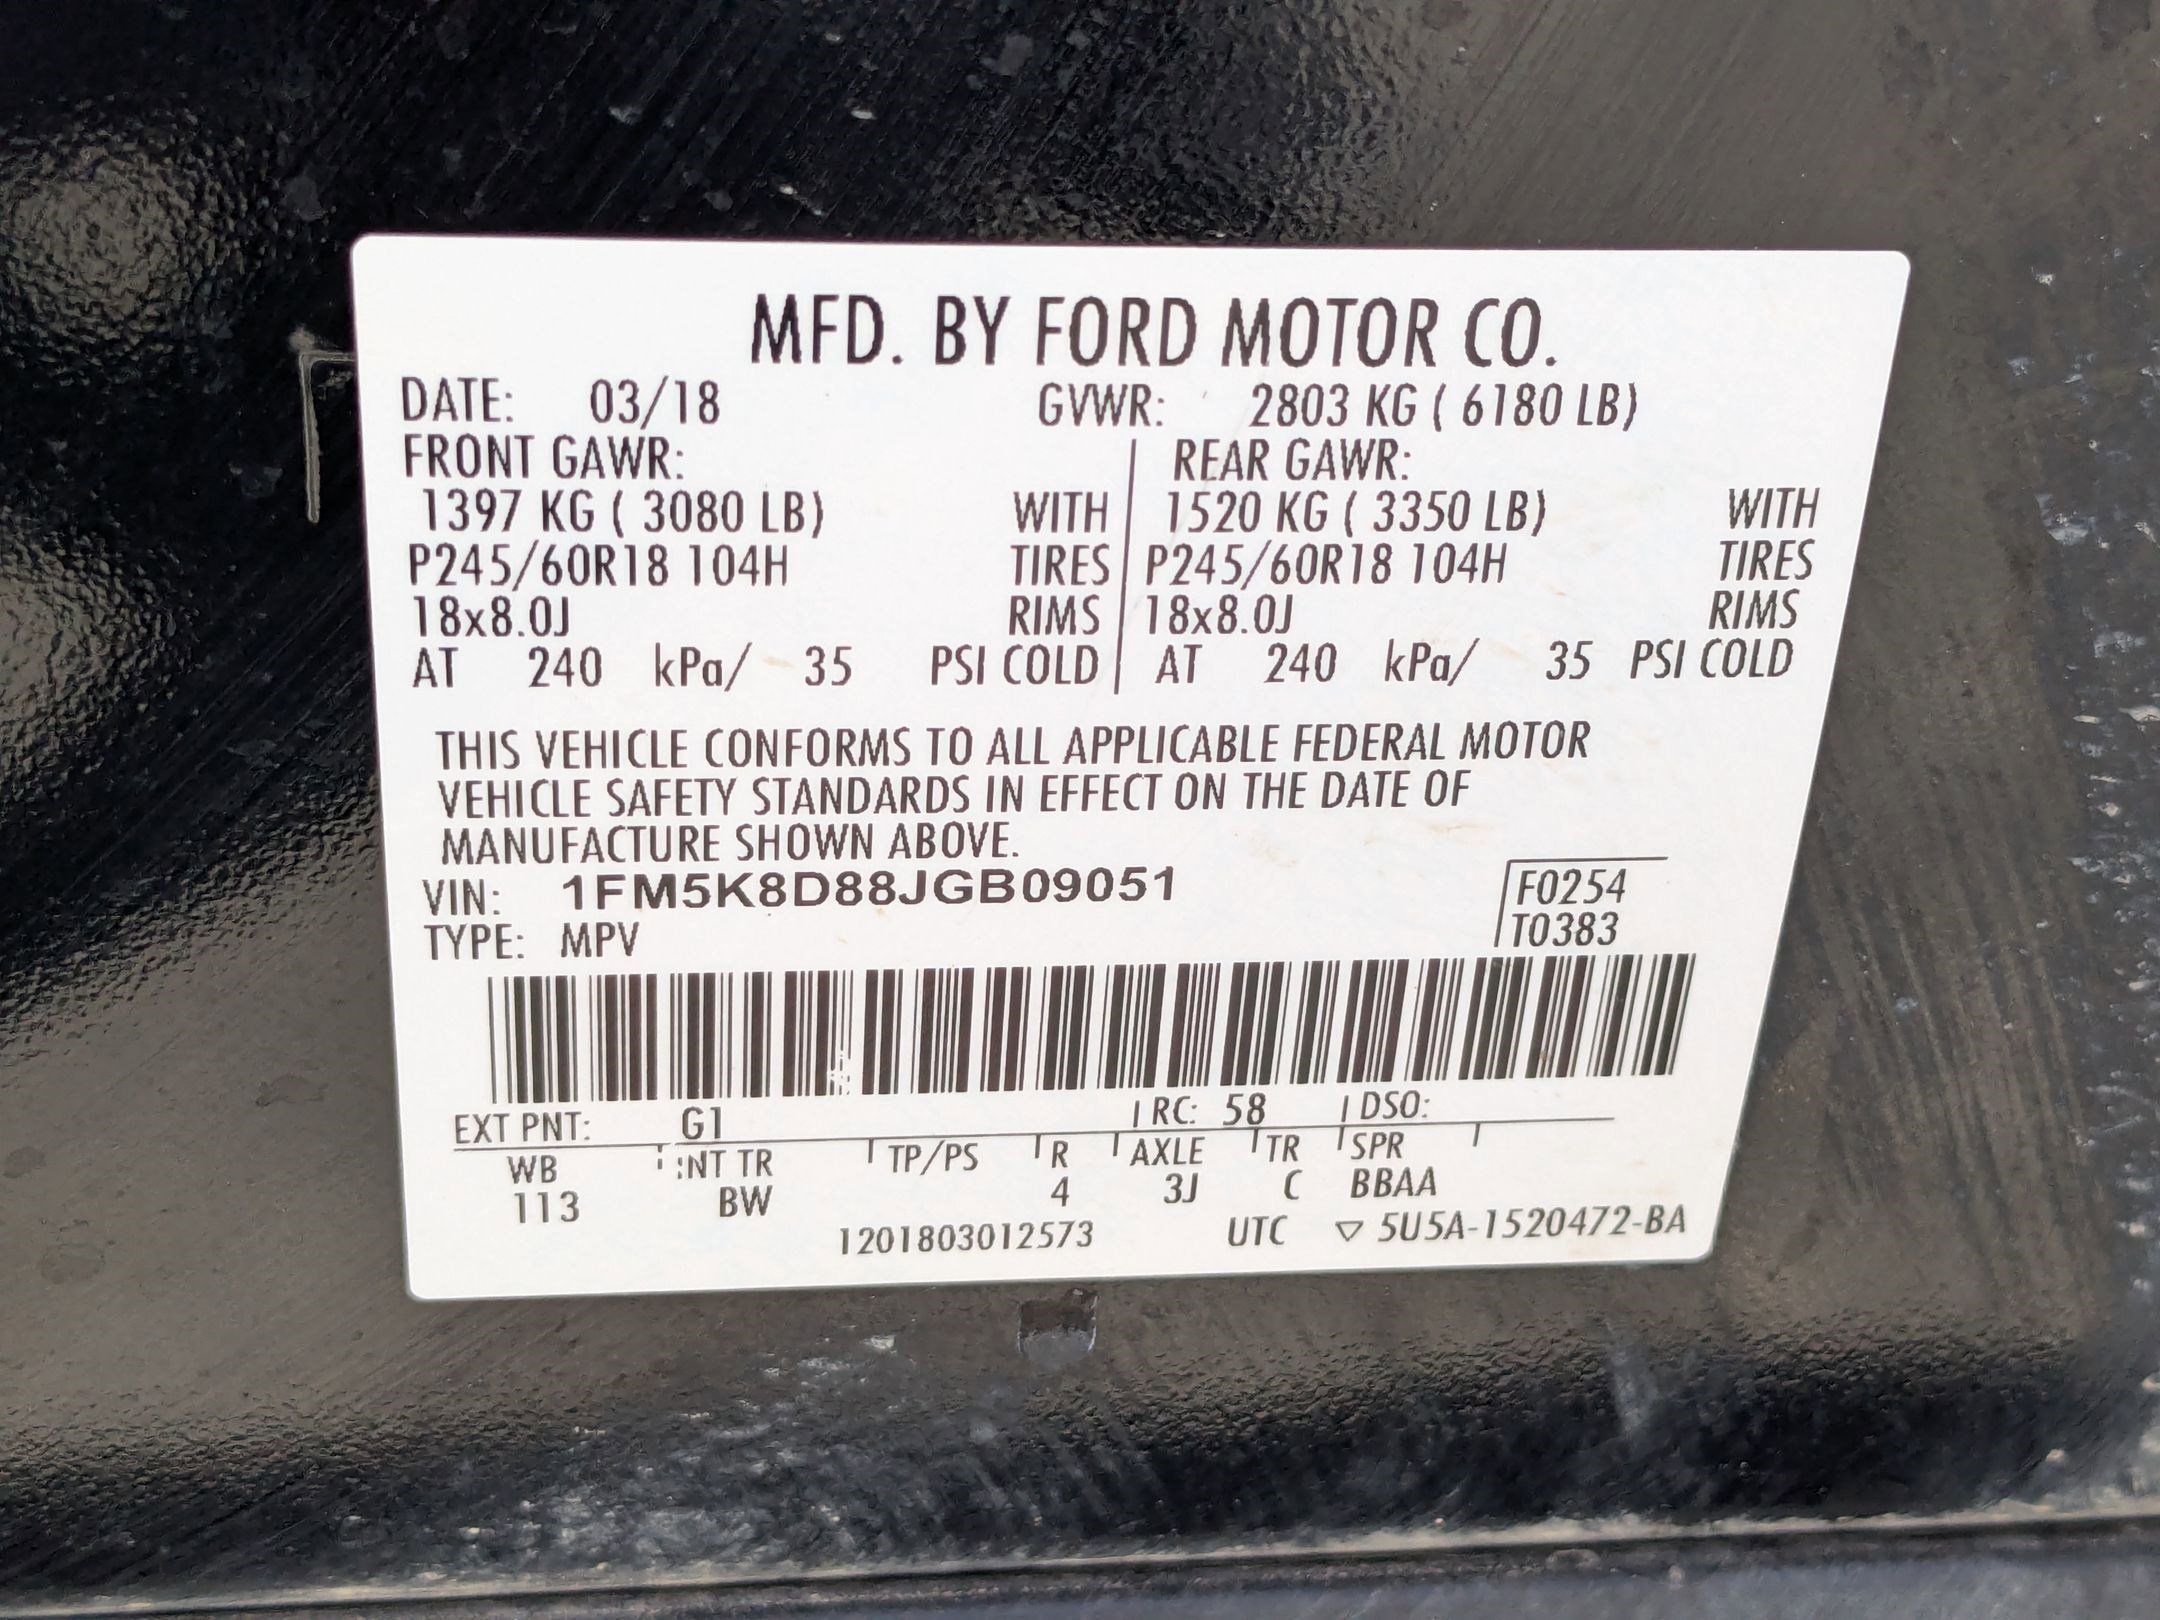 MFD. BY FORD MOTOR CO.
DATE: 03/18 GVWR: 2803 KG ( 6180 LB)
FRONT GAWR: REAR GAWR:
1397 KG ( 3080 LB) WITH 1520 KG ( 3350 LB) WITH
P245/60R18 104H TIRES P245/60R18 104H TIRES
18x8.0J RIMS 18x8.0J RIMS
AT 240 kPa/ 35 PSI COLD AT 240 kPa/ 35 PSI COLD
THIS VEHICLE CONFORMS TO ALL APPLICABLE FEDERAL MOTOR
VEHICLE SAFETY STANDARDS IN EFFECT ON THE DATE OF
MANUFACTURE SHOWN ABOVE.
VIN: 1FM5K8D88JGB09051 F0254
TYPE: MPV T0383
EXT PNT: G1 RC: 58 DSO:
WB INT TR TP/PS R AXLE TR SPR
113 BW 4 3J C BBAA
1201803012573 UTC ▽ 5U5A-1520472-BA